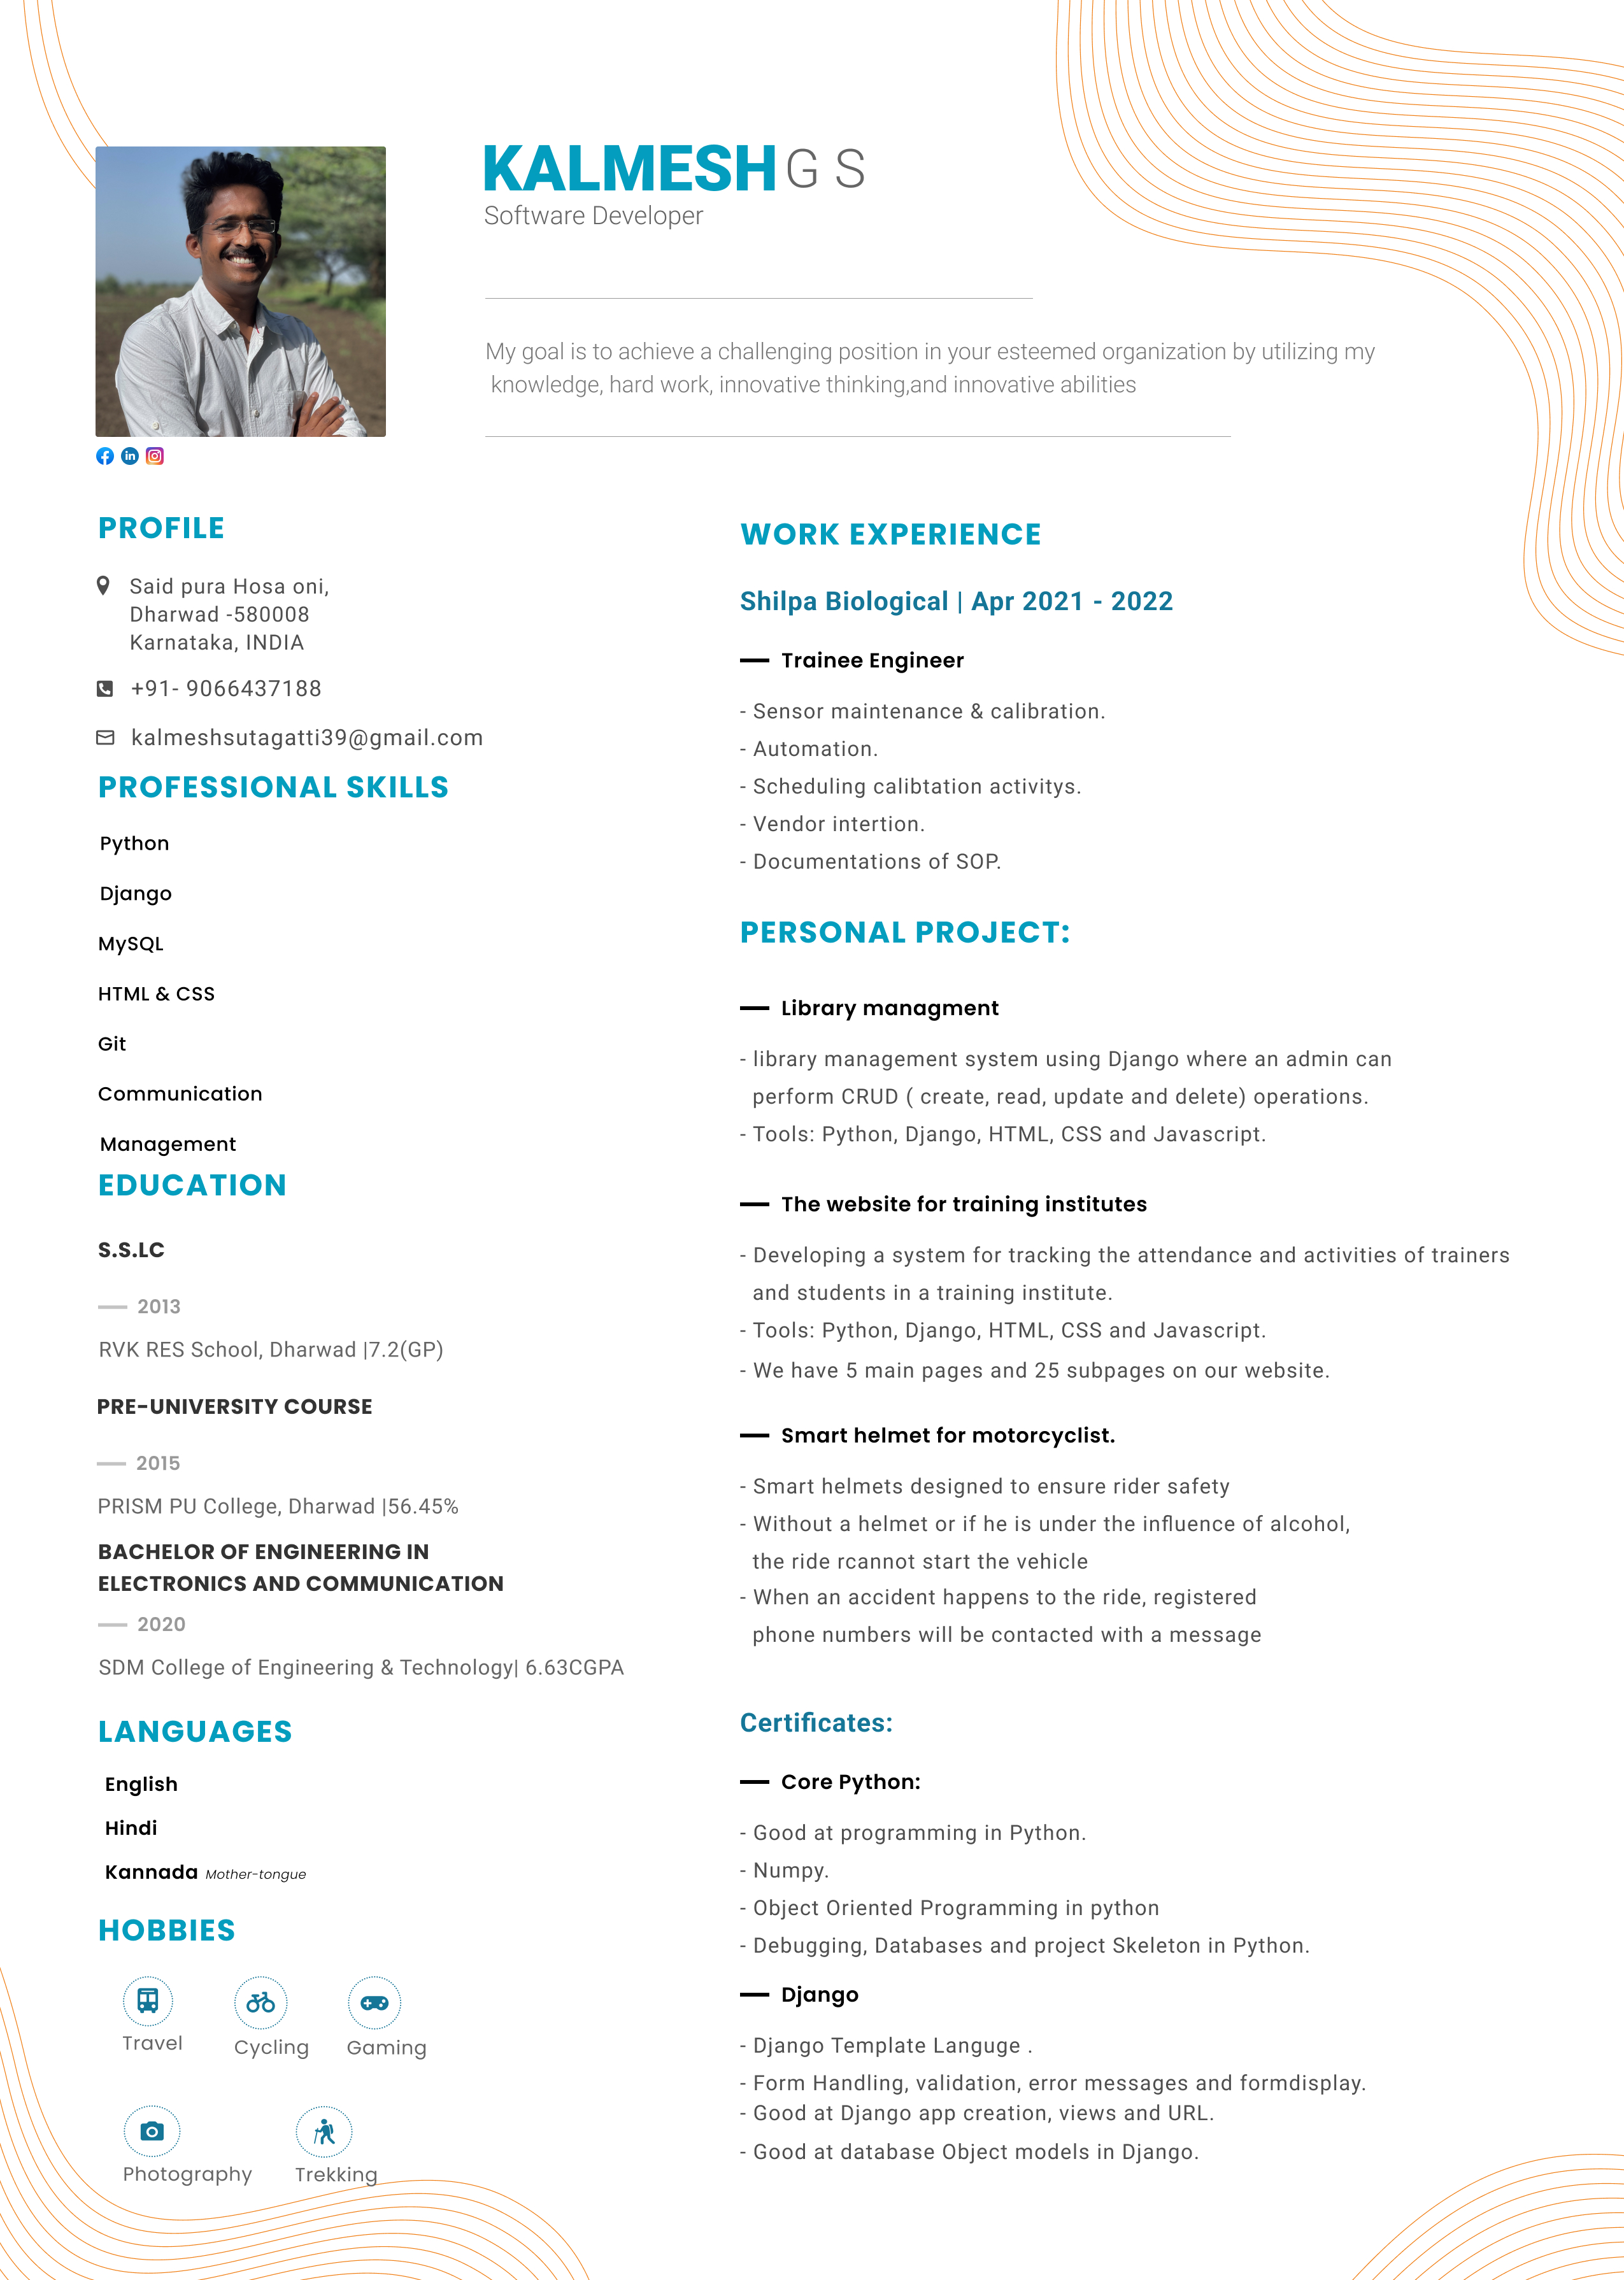 KALMESH G S
Software Developer
My goal is to achieve a challenging position in your esteemed organization by utilizing my
knowledge, hard work, innovative thinking,and innovative abilities
PROFILE
Said pura Hosa oni,
Dharwad -580008
Karnataka, INDIA
+91- 9066437188
kalmeshsutagatti39@gmail.com
PROFESSIONAL SKILLS
Python
Django
MySQL
HTML & CSS
Git
Communication
Management
EDUCATION
S.S.LC
2013
RVK RES School, Dharwad |7.2(GP)
PRE-UNIVERSITY COURSE
2015
PRISM PU College, Dharwad |56.45%
BACHELOR OF ENGINEERING IN
ELECTRONICS AND COMMUNICATION
2020
SDM College of Engineering & Technology| 6.63CGPA
LANGUAGES
English
Hindi
Kannada Mother-tongue
HOBBIES
Travel
Cycling
Gaming
Photography
Trekking
WORK EXPERIENCE
Shilpa Biological | Apr 2021 - 2022
Trainee Engineer
- Sensor maintenance & calibration.
- Automation.
- Scheduling calibtation activitys.
- Vendor intertion.
- Documentations of SOP.
PERSONAL PROJECT:
Library managment
- library management system using Django where an admin can
perform CRUD ( create, read, update and delete) operations.
- Tools: Python, Django, HTML, CSS and Javascript.
The website for training institutes
- Developing a system for tracking the attendance and activities of trainers
and students in a training institute.
- Tools: Python, Django, HTML, CSS and Javascript.
- We have 5 main pages and 25 subpages on our website.
Smart helmet for motorcyclist.
- Smart helmets designed to ensure rider safety
- Without a helmet or if he is under the influence of alcohol,
the ride rcannot start the vehicle
- When an accident happens to the ride, registered
phone numbers will be contacted with a message
Certificates:
Core Python:
- Good at programming in Python.
- Numpy.
- Object Oriented Programming in python
- Debugging, Databases and project Skeleton in Python.
Django
- Django Template Languge .
- Form Handling, validation, error messages and formdisplay.
- Good at Django app creation, views and URL.
- Good at database Object models in Django.